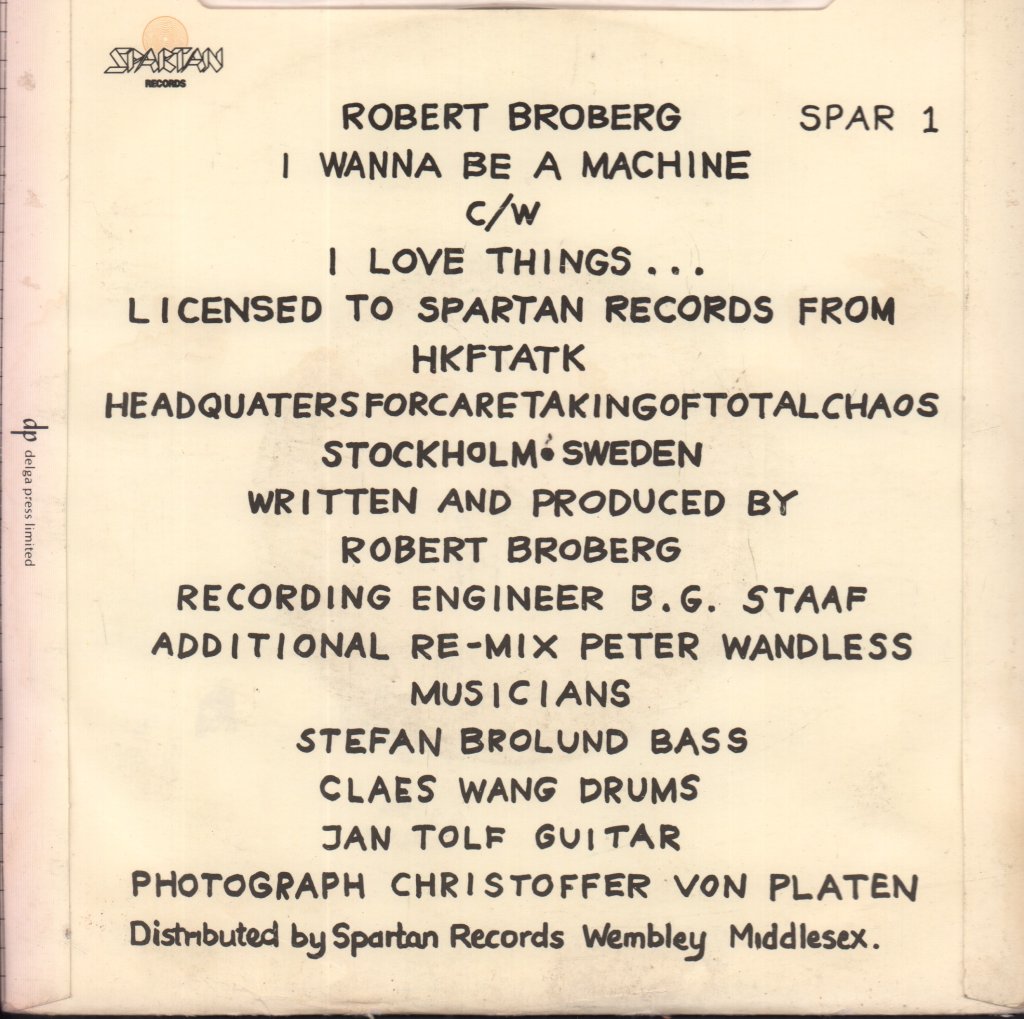 SPARTAN
RECORDS
SPAR 1
ROBERT BROBERG
I WANNA BE A MACHINE
C/W
I LOVE THINGS...
LICENSED TO SPARTAN RECORDS FROM
HKFTATK
HEADQUATERSFORCARETAKINGOFTOTALCHAOS
STOCKHOLM. SWEDEN
WRITTEN AND PRODUCED BY
ROBERT BROBERG
RECORDING ENGINEER B.G. STAAF
ADDITIONAL RE-MIX PETER WANDLESS
MUSICIANS
STEFAN BROLUND BASS
CLAES WANG DRUMS
JAN TOLF GUITAR
PHOTOGRAPH CHRISTOFFER VON PLATEN
Distributed by Spartan Records Wembley Middlesex.
dp delga press limited